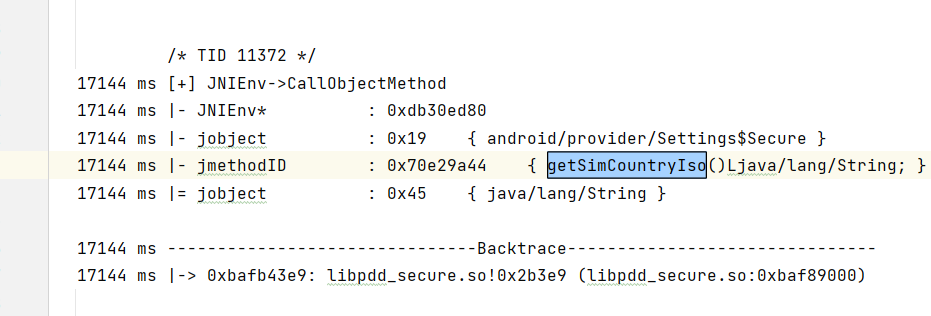 /* TID 11372 */
17144 ms [+] JNIEnv->CallObjectMethod
17144 ms |- JNIEnv*          : 0xdb30ed80
17144 ms |- jobject          : 0x19    { android/provider/Settings$Secure }
17144 ms |- jmethodID        : 0x70e29a44    { getSimCountryIso()Ljava/lang/String; }
17144 ms |= jobject          : 0x45    { java/lang/String }
17144 ms -------------------------------Backtrace-------------------------------
17144 ms |-> 0xbafb43e9: libpdd_secure.so!0x2b3e9 (libpdd_secure.so:0xbaf89000)